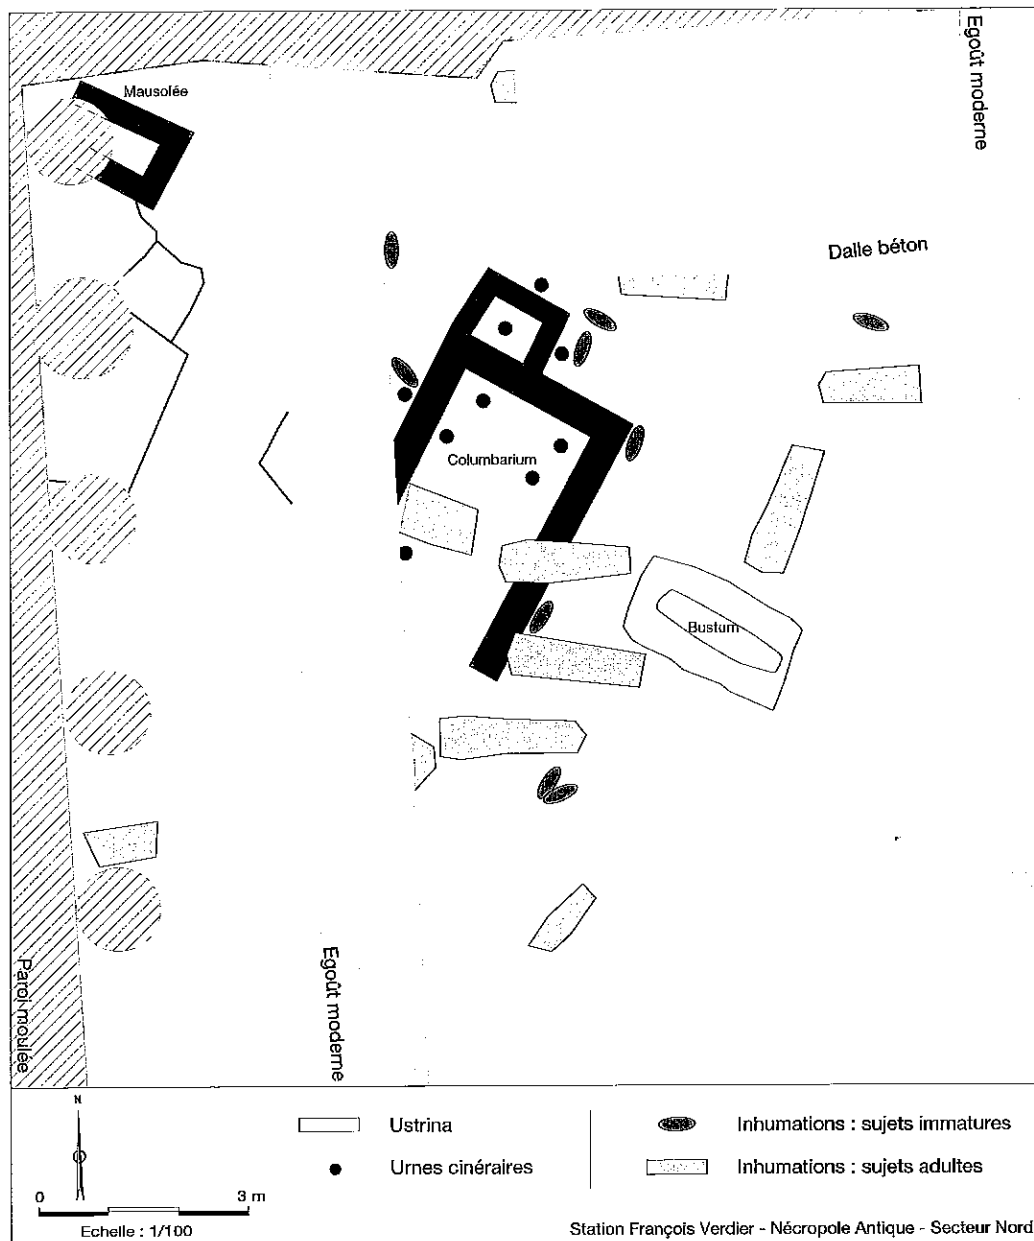 Egoût moderne
Mausolée
Dalle béton
Columbarium
Bustum
Egoût moderne
Paroi moulée
N
Ustrina
Urnes cinéraires
Inhumations : sujets immatures
Inhumations : sujets adultes
0 3 m
Echelle : 1/100
Station François Verdier - Nécropole Antique - Secteur Nord